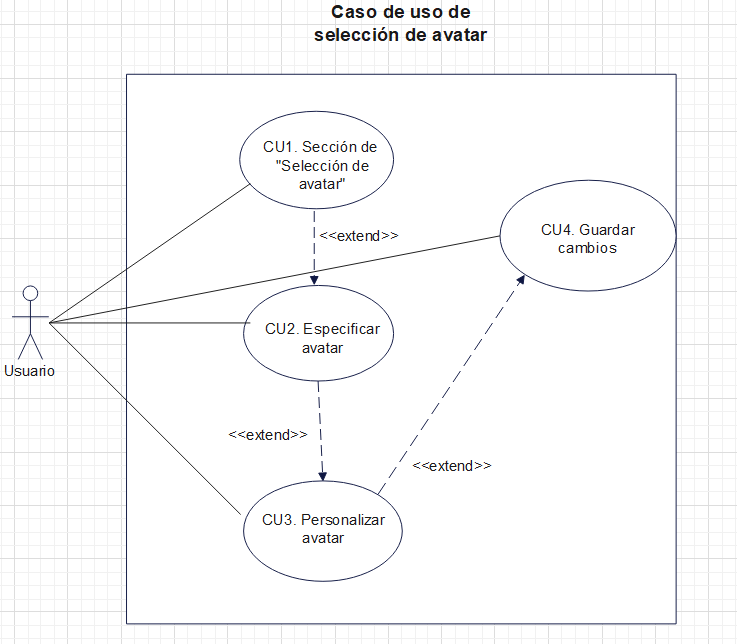 Caso de uso de
selección de avatar
CU1. Sección de
"Selección de
avatar"
<<extend>>
CU4. Guardar
cambios
CU2. Especificar
avatar
Usuario
<<extend>>
<<extend>>
CU3. Personalizar
avatar